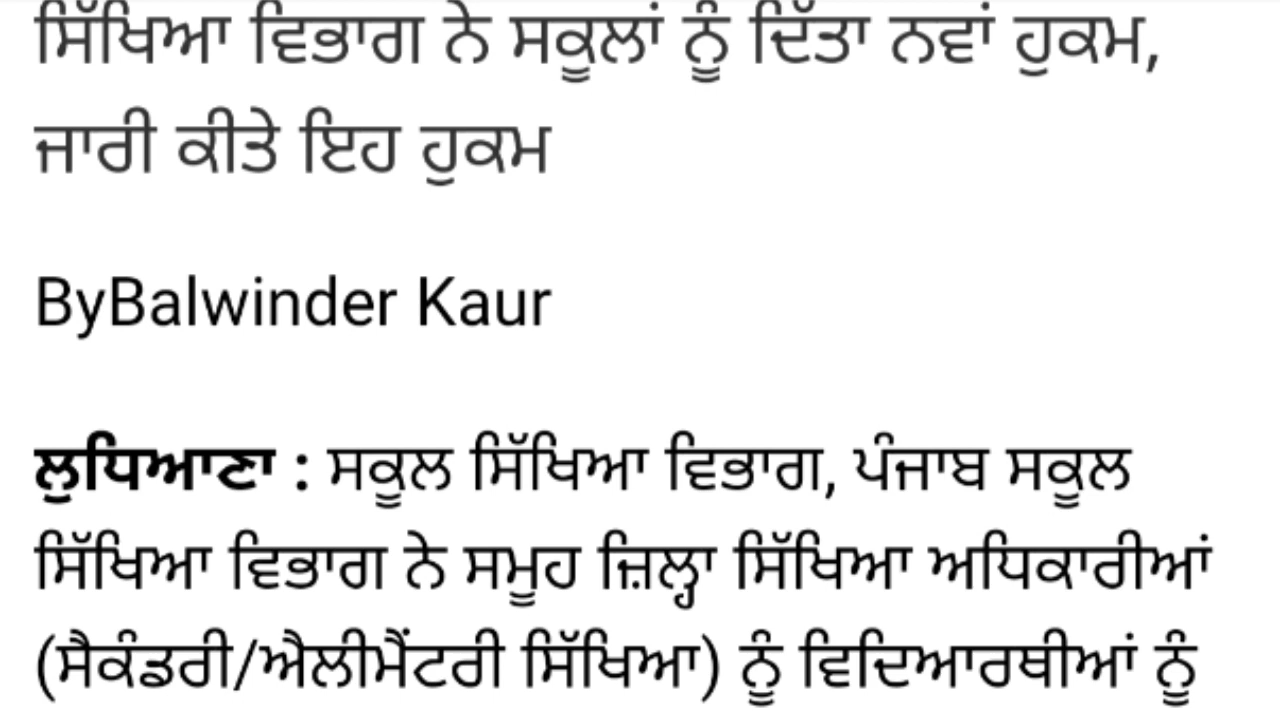 ਸਿੱਖਿਆ ਵਿਭਾਗ ਨੇ ਸਕੂਲਾਂ ਨੂੰ ਦਿੱਤਾ ਨਵਾਂ ਹੁਕਮ,
ਜਾਰੀ ਕੀਤੇ ਇਹ ਹੁਕਮ
ByBalwinder Kaur
ਲੁਧਿਆਣਾ : ਸਕੂਲ ਸਿੱਖਿਆ ਵਿਭਾਗ, ਪੰਜਾਬ ਸਕੂਲ
ਸਿੱਖਿਆ ਵਿਭਾਗ ਨੇ ਸਮੂਹ ਜ਼ਿਲ੍ਹਾ ਸਿੱਖਿਆ ਅਧਿਕਾਰੀਆਂ
(ਸੈਕੰਡਰੀ/ਐਲੀਮੈਂਟਰੀ ਸਿੱਖਿਆ) ਨੂੰ ਵਿਦਿਆਰਥੀਆਂ ਨੂੰ